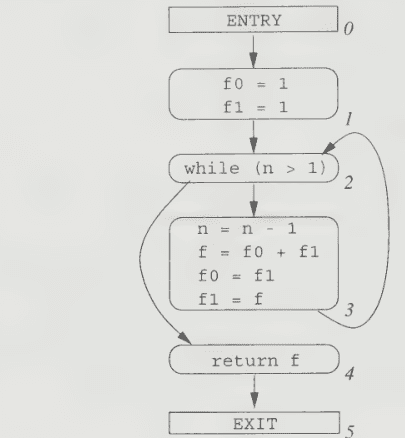 ENTRY
0
f0 = 1
f1 = 1
1
while (n > 1)
2
n = n - 1
f = f0 + f1
f0 = f1
f1 = f
3
return f
4
EXIT
5